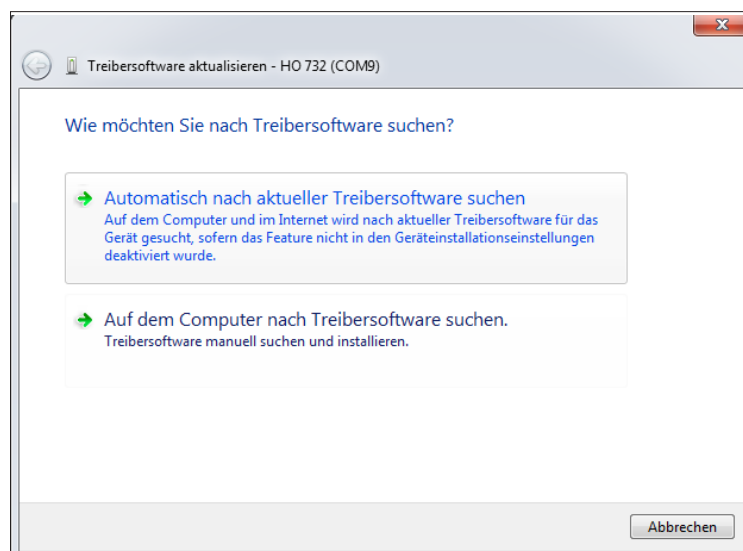 Treibersoftware aktualisieren - HO 732 (COM9)
Wie möchten Sie nach Treibersoftware suchen?
Automatisch nach aktueller Treibersoftware suchen
Auf dem Computer und im Internet wird nach aktueller Treibersoftware für das
Gerät gesucht, sofern das Feature nicht in den Geräteinstallationseinstellungen
deaktiviert wurde.
Auf dem Computer nach Treibersoftware suchen.
Treibersoftware manuell suchen und installieren.
Abbrechen